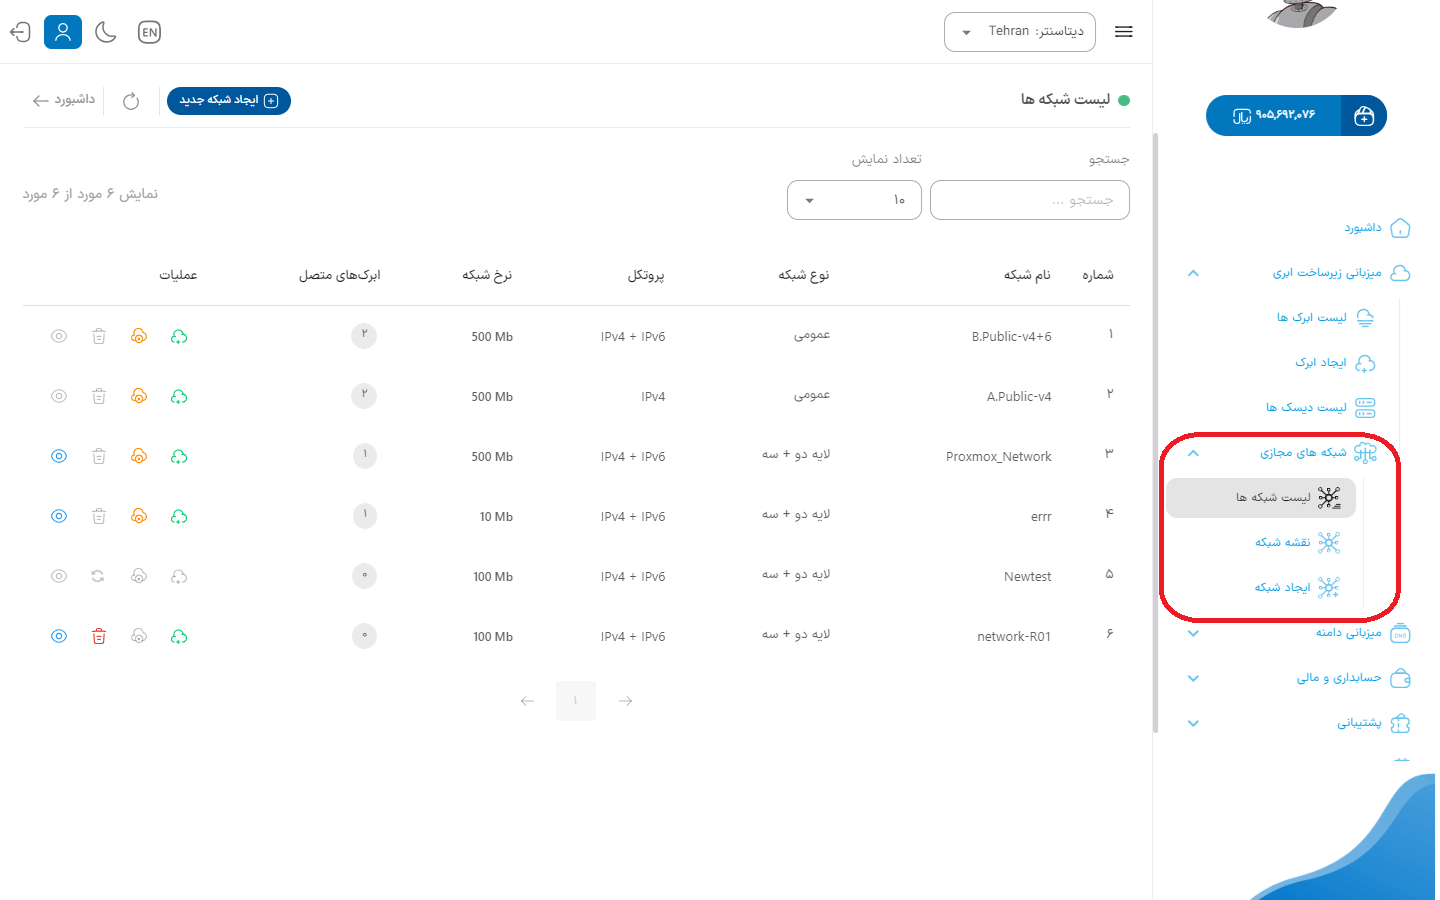 دیتاسنتر: Tehran
EN
۹۰۵,۶۹۲,۰۷۶ ریال
داشبورد
میزبانی زیرساخت ابری
لیست ابرک ها
ایجاد ابرک
لیست دیسک ها
شبکه های مجازی
لیست شبکه ها
نقشه شبکه
ایجاد شبکه
میزبانی دامنه
حسابداری و مالی
پشتیبانی
لیست شبکه ها
ایجاد شبکه جدید
داشبورد
جستجو
تعداد نمایش
جستجو ...
۱۰
نمایش ۶ مورد از ۶ مورد
شماره نام شبکه نوع شبکه پروتکل نرخ شبکه ابرک‌های متصل عملیات
۱ B.Public-v4+6 عمومی IPv4 + IPv6 500 Mb ۲
۲ A.Public-v4 عمومی IPv4 500 Mb ۲
۳ Proxmox_Network لایه دو + سه IPv4 + IPv6 500 Mb ۱
۴ errr لایه دو + سه IPv4 + IPv6 10 Mb ۱
۵ Newtest لایه دو + سه IPv4 + IPv6 100 Mb ۰
۶ network-R01 لایه دو + سه IPv4 + IPv6 100 Mb ۰
۱